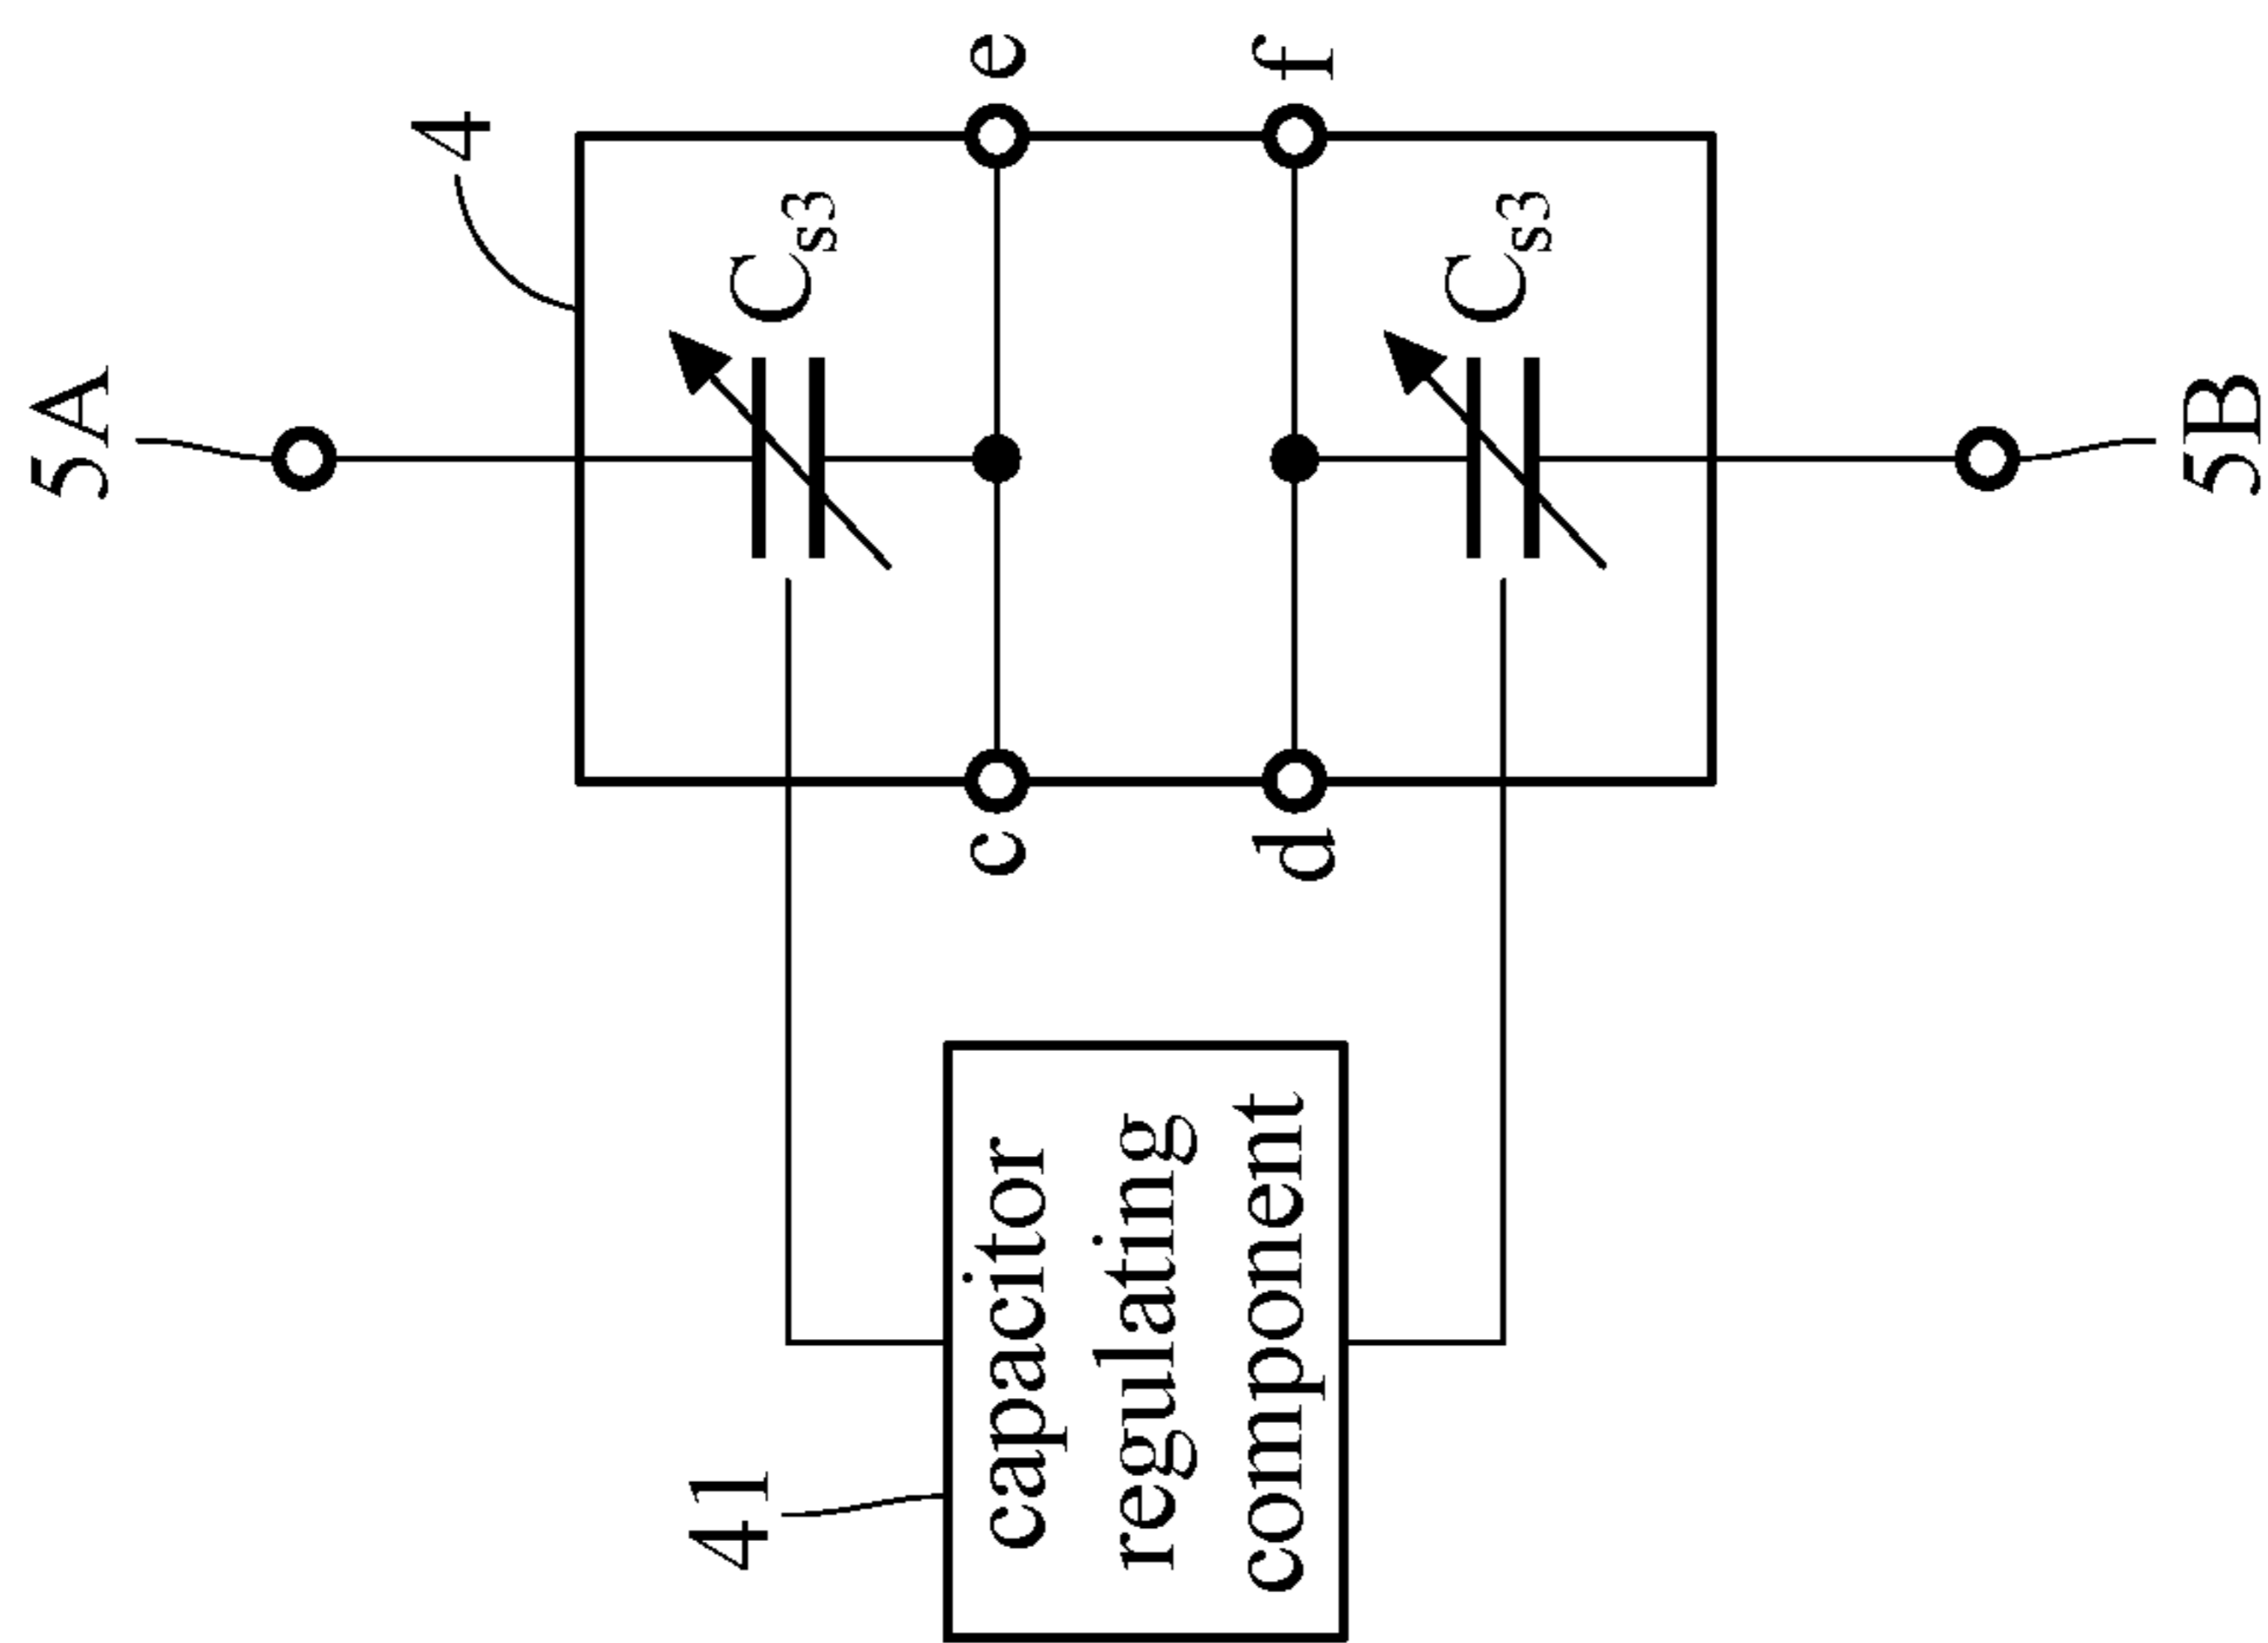 5A
4
Cs3
e
f
Cs3
c
d
5B
41
capacitor
regulating
component